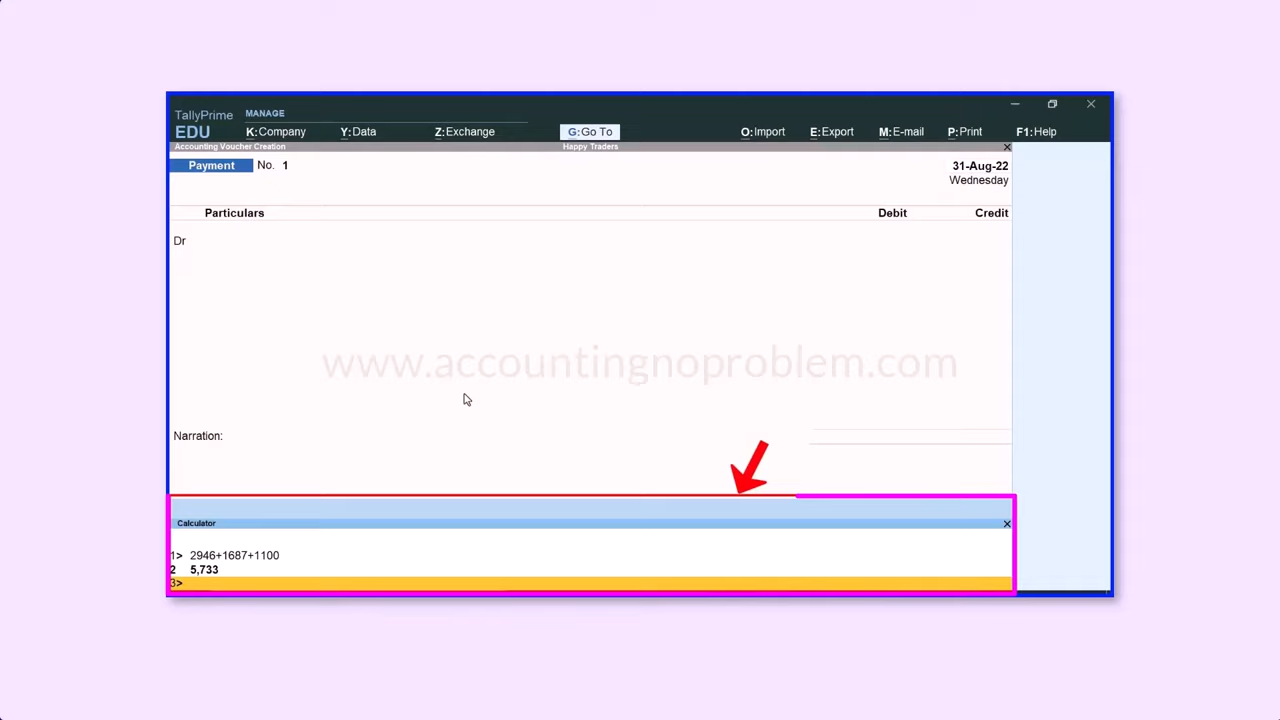 TallyPrime MANAGE
EDU K:Company Y:Data Z:Exchange G:Go To O:Import E:Export M:E-mail P:Print F1:Help
Accounting Voucher Creation Happy Traders
Payment No. 1 31-Aug-22
Wednesday
Particulars Debit Credit
Dr
www.accountingnoproblem.com
Narration:
Calculator
1> 2946+1687+1100
2 5,733
3>